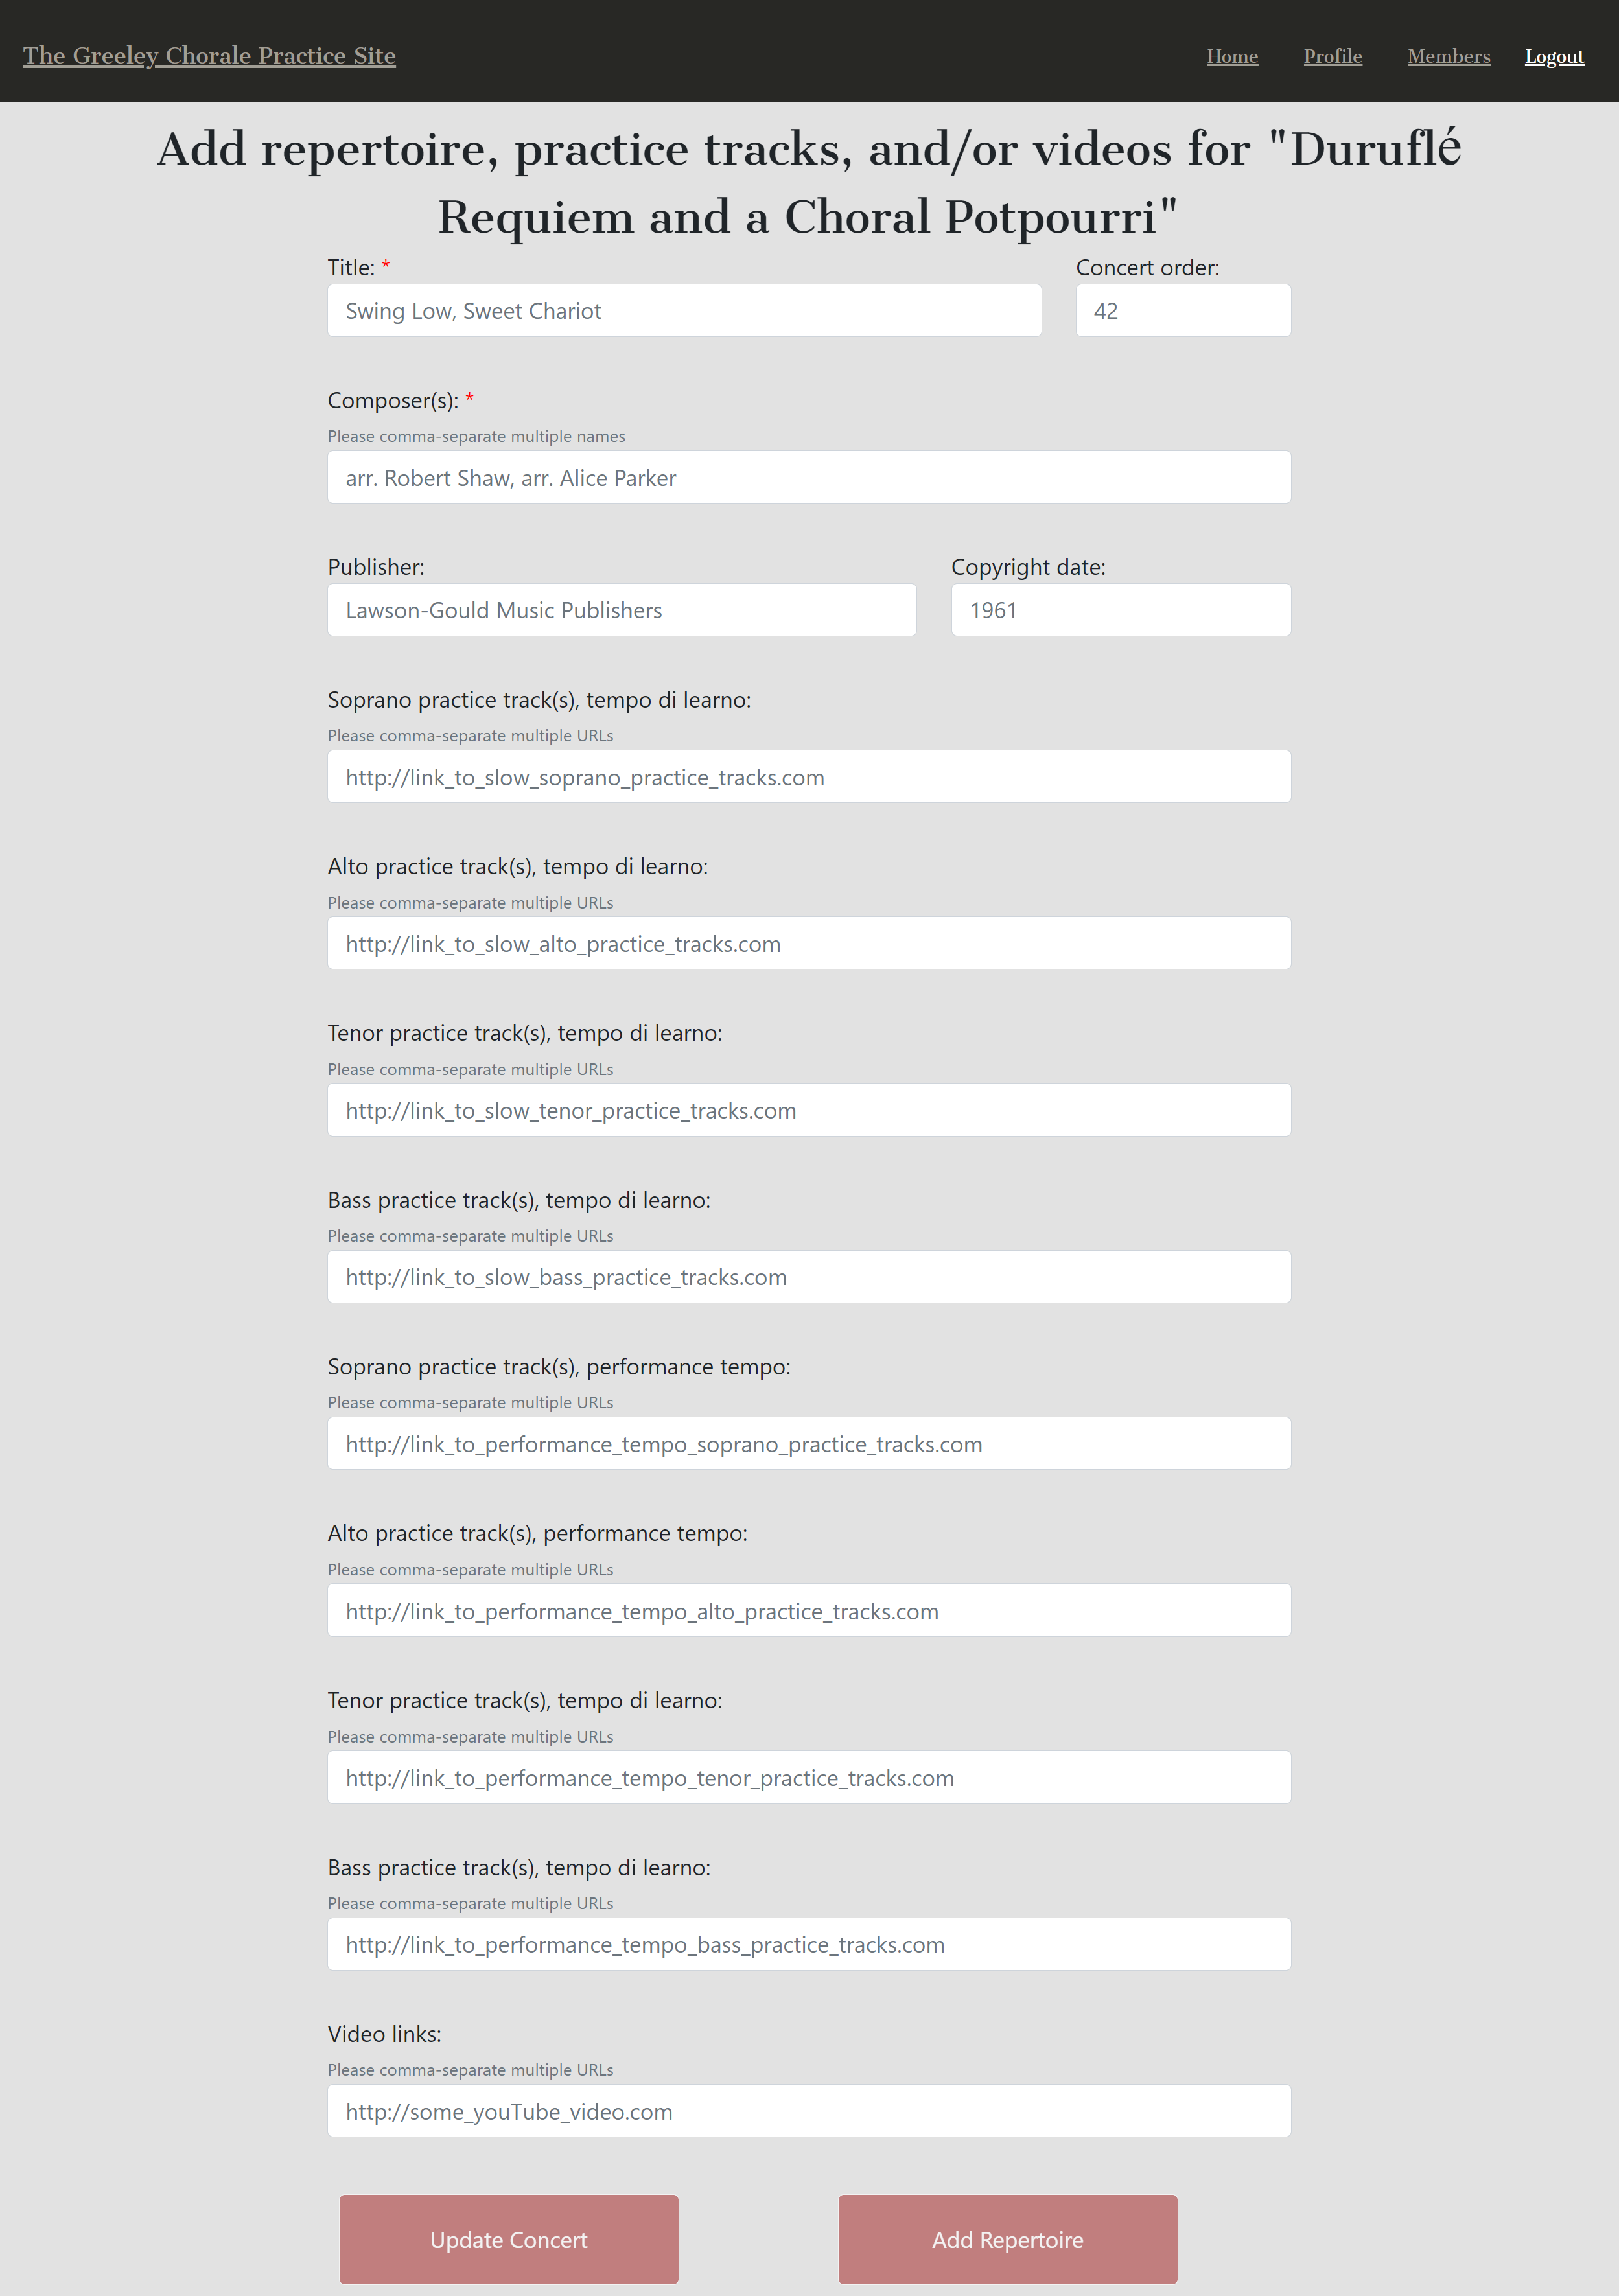 The Greeley Chorale Practice Site
Home Profile Members Logout
Add repertoire, practice tracks, and/or videos for "Duruflé
Requiem and a Choral Potpourri"
Title: * Concert order:
Swing Low, Sweet Chariot 42
Composer(s): *
Please comma-separate multiple names
arr. Robert Shaw, arr. Alice Parker
Publisher: Copyright date:
Lawson-Gould Music Publishers 1961
Soprano practice track(s), tempo di learno:
Please comma-separate multiple URLs
http://link_to_slow_soprano_practice_tracks.com
Alto practice track(s), tempo di learno:
Please comma-separate multiple URLs
http://link_to_slow_alto_practice_tracks.com
Tenor practice track(s), tempo di learno:
Please comma-separate multiple URLs
http://link_to_slow_tenor_practice_tracks.com
Bass practice track(s), tempo di learno:
Please comma-separate multiple URLs
http://link_to_slow_bass_practice_tracks.com
Soprano practice track(s), performance tempo:
Please comma-separate multiple URLs
http://link_to_performance_tempo_soprano_practice_tracks.com
Alto practice track(s), performance tempo:
Please comma-separate multiple URLs
http://link_to_performance_tempo_alto_practice_tracks.com
Tenor practice track(s), tempo di learno:
Please comma-separate multiple URLs
http://link_to_performance_tempo_tenor_practice_tracks.com
Bass practice track(s), tempo di learno:
Please comma-separate multiple URLs
http://link_to_performance_tempo_bass_practice_tracks.com
Video links:
Please comma-separate multiple URLs
http://some_youTube_video.com
Update Concert Add Repertoire